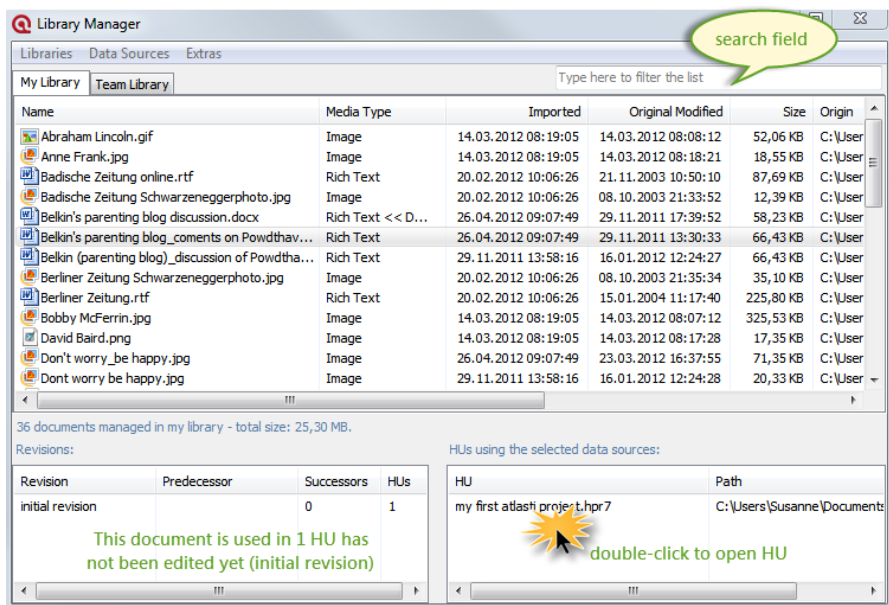 Library Manager
search field
Libraries Data Sources Extras
My Library Team Library Type here to filter the list
Name Media Type Imported Original Modified Size Origin
Abraham Lincoln.gif Image 14.03.2012 08:19:05 14.03.2012 08:08:12 52,06 KB C:\User
Anne Frank.jpg Image 14.03.2012 08:19:05 14.03.2012 08:18:21 18,55 KB C:\User
Badische Zeitung online.rtf Rich Text 20.02.2012 10:06:26 21.11.2003 10:50:10 87,69 KB C:\User
Badische Zeitung Schwarzeneggerphoto.jpg Image 20.02.2012 10:06:26 08.10.2003 21:33:52 12,39 KB C:\User
Belkin's parenting blog discussion.docx Rich Text << D... 26.04.2012 09:07:49 29.11.2011 17:39:52 58,23 KB C:\User
Belkin's parenting blog_coments on Powdthav... Rich Text 26.04.2012 09:07:49 29.11.2011 13:30:33 66,43 KB C:\User
Belkin (parenting blog)_discussion of Powdtha... Rich Text 29.11.2011 13:58:16 16.01.2012 12:24:27 66,43 KB C:\User
Berliner Zeitung Schwarzeneggerphoto.jpg Image 20.02.2012 10:06:26 08.10.2003 21:35:34 35,10 KB C:\User
Berliner Zeitung.rtf Rich Text 20.02.2012 10:06:26 15.01.2004 11:17:40 225,80 KB C:\User
Bobby McFerrin.jpg Image 14.03.2012 08:19:05 14.03.2012 08:07:12 325,53 KB C:\User
David Baird.png Image 14.03.2012 08:19:05 14.03.2012 08:17:28 17,35 KB C:\User
Don't worry_be happy.jpg Image 26.04.2012 09:07:49 23.03.2012 16:37:55 71,35 KB C:\User
Dont worry be happy.jpg Image 29.11.2011 13:58:16 16.01.2012 12:24:28 20,33 KB C:\User
36 documents managed in my library - total size: 25,30 MB.
Revisions: HUs using the selected data sources:
Revision Predecessor Successors HUs HU Path
initial revision 0 1 my first atlasti project.hpr7 C:\Users\Susanne\Documents
This document is used in 1 HU has
not been edited yet (initial revision)
double-click to open HU